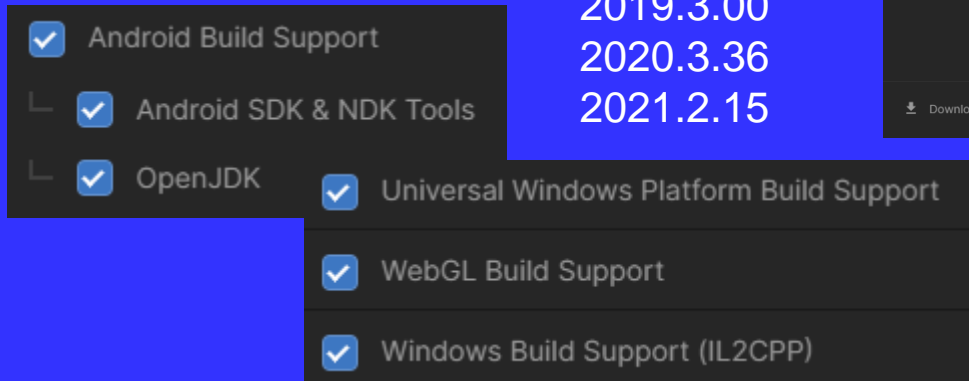 Android Build Support
Android SDK & NDK Tools
OpenJDK
2019.3.00
2020.3.36
2021.2.15
Universal Windows Platform Build Support
WebGL Build Support
Windows Build Support (IL2CPP)